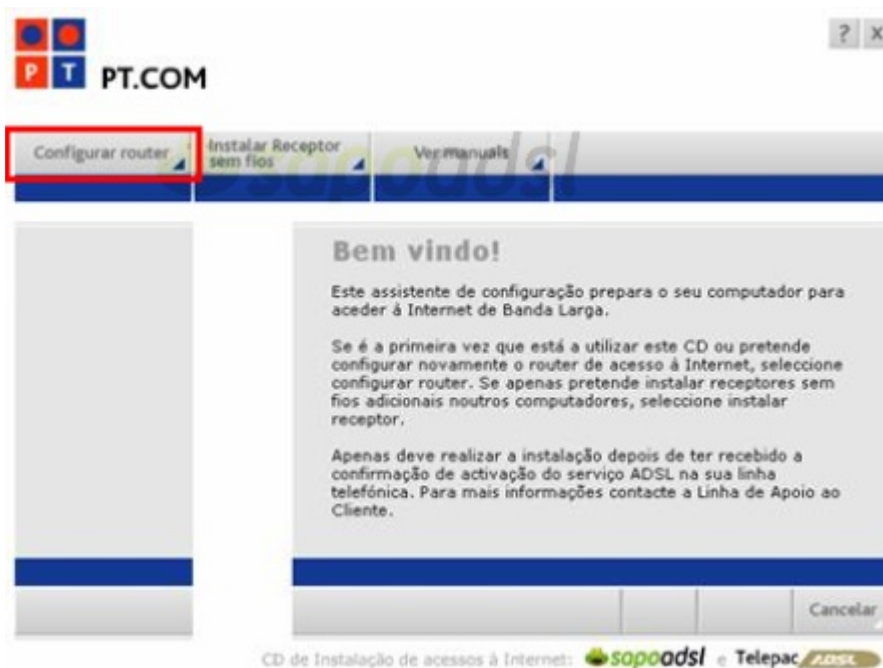 P T PT.COM
? X
Configurar router
Instalar Receptor
sem fios
Ver manuais
sapoadsl
Bem vindo!
Este assistente de configuração prepara o seu computador para
aceder à Internet de Banda Larga.
Se é a primeira vez que está a utilizar este CD ou pretende
configurar novamente o router de acesso à Internet, seleccione
configurar router. Se apenas pretende instalar receptores sem
fios adicionais noutros computadores, seleccione instalar
receptor.
Apenas deve realizar a instalação depois de ter recebido a
confirmação de activação do serviço ADSL na sua linha
telefónica. Para mais informações contacte a Linha de Apoio ao
Cliente.
Cancelar
CD de Instalação de acessos à Internet: sapoadsl e Telepac ADSL